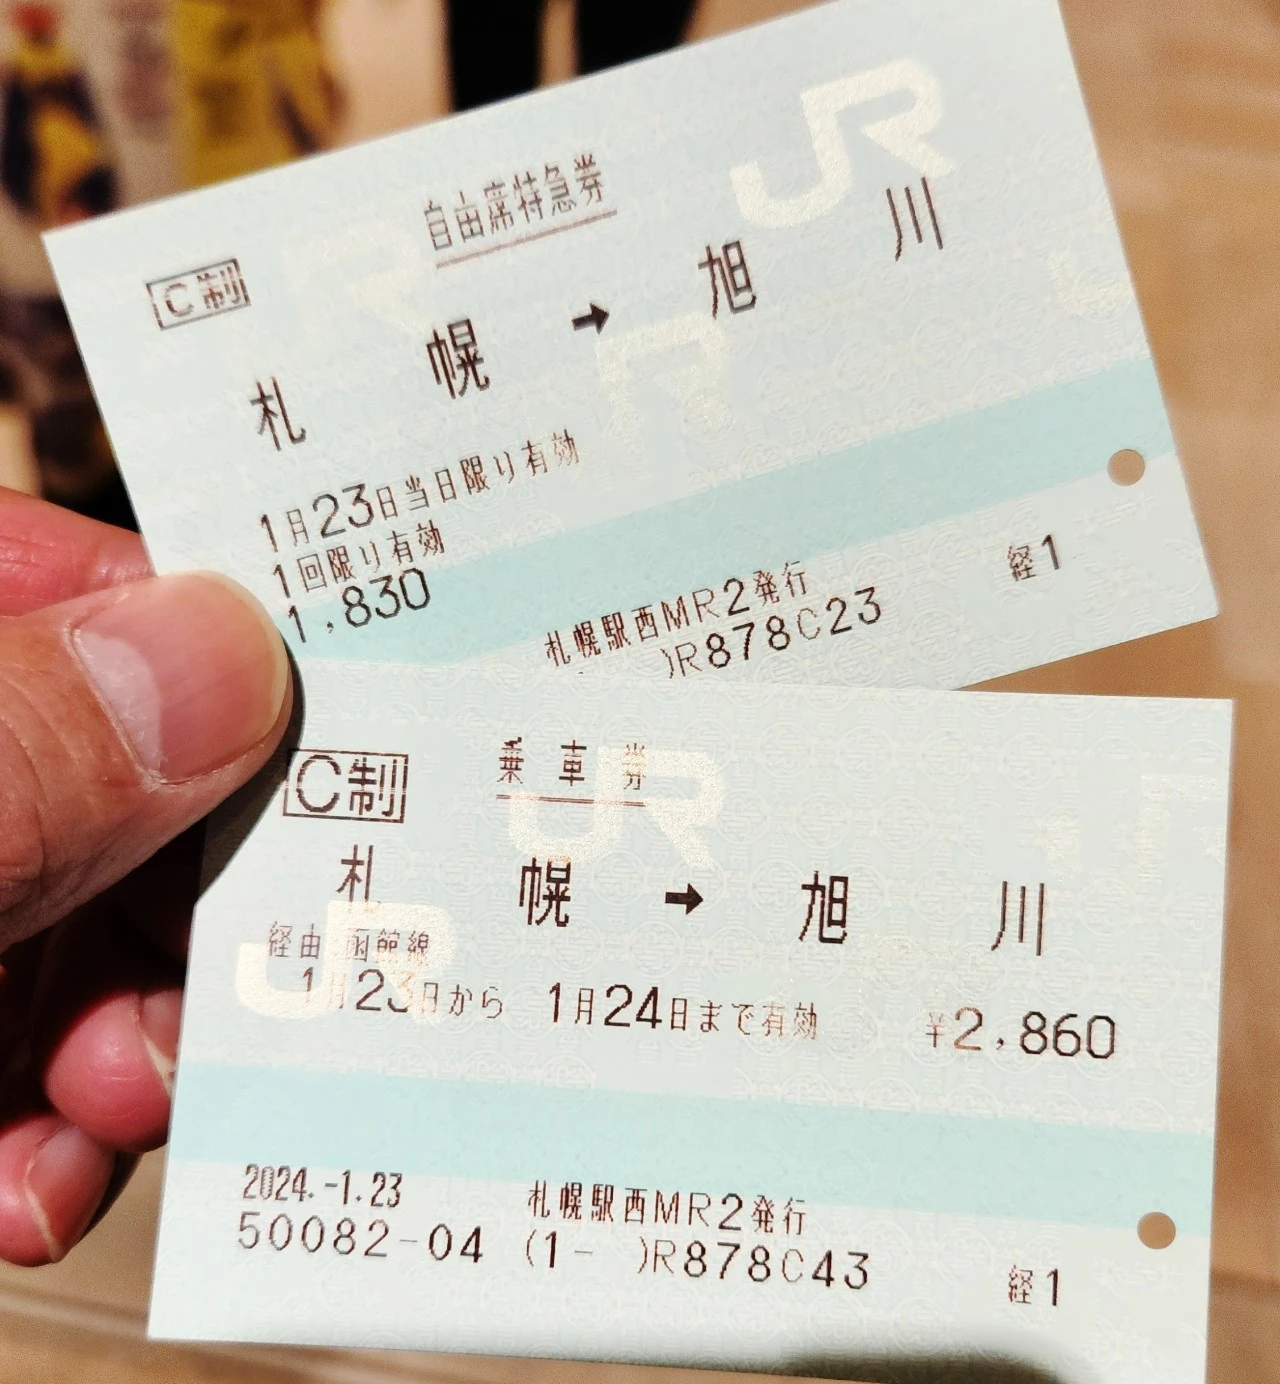 JR
自由席特急券
C制
札幌 → 旭川
1月23日当日限り有効
1回限り有効
1,830
札幌駅西MR2発行
)R878C23
経1
乗車券
C制
JR
札幌 → 旭川
経由 函館線
1月23日から 1月24日まで有効 ¥2,860
2024.-1.23 札幌駅西MR2発行
50082-04 (1- )R878C43 経1